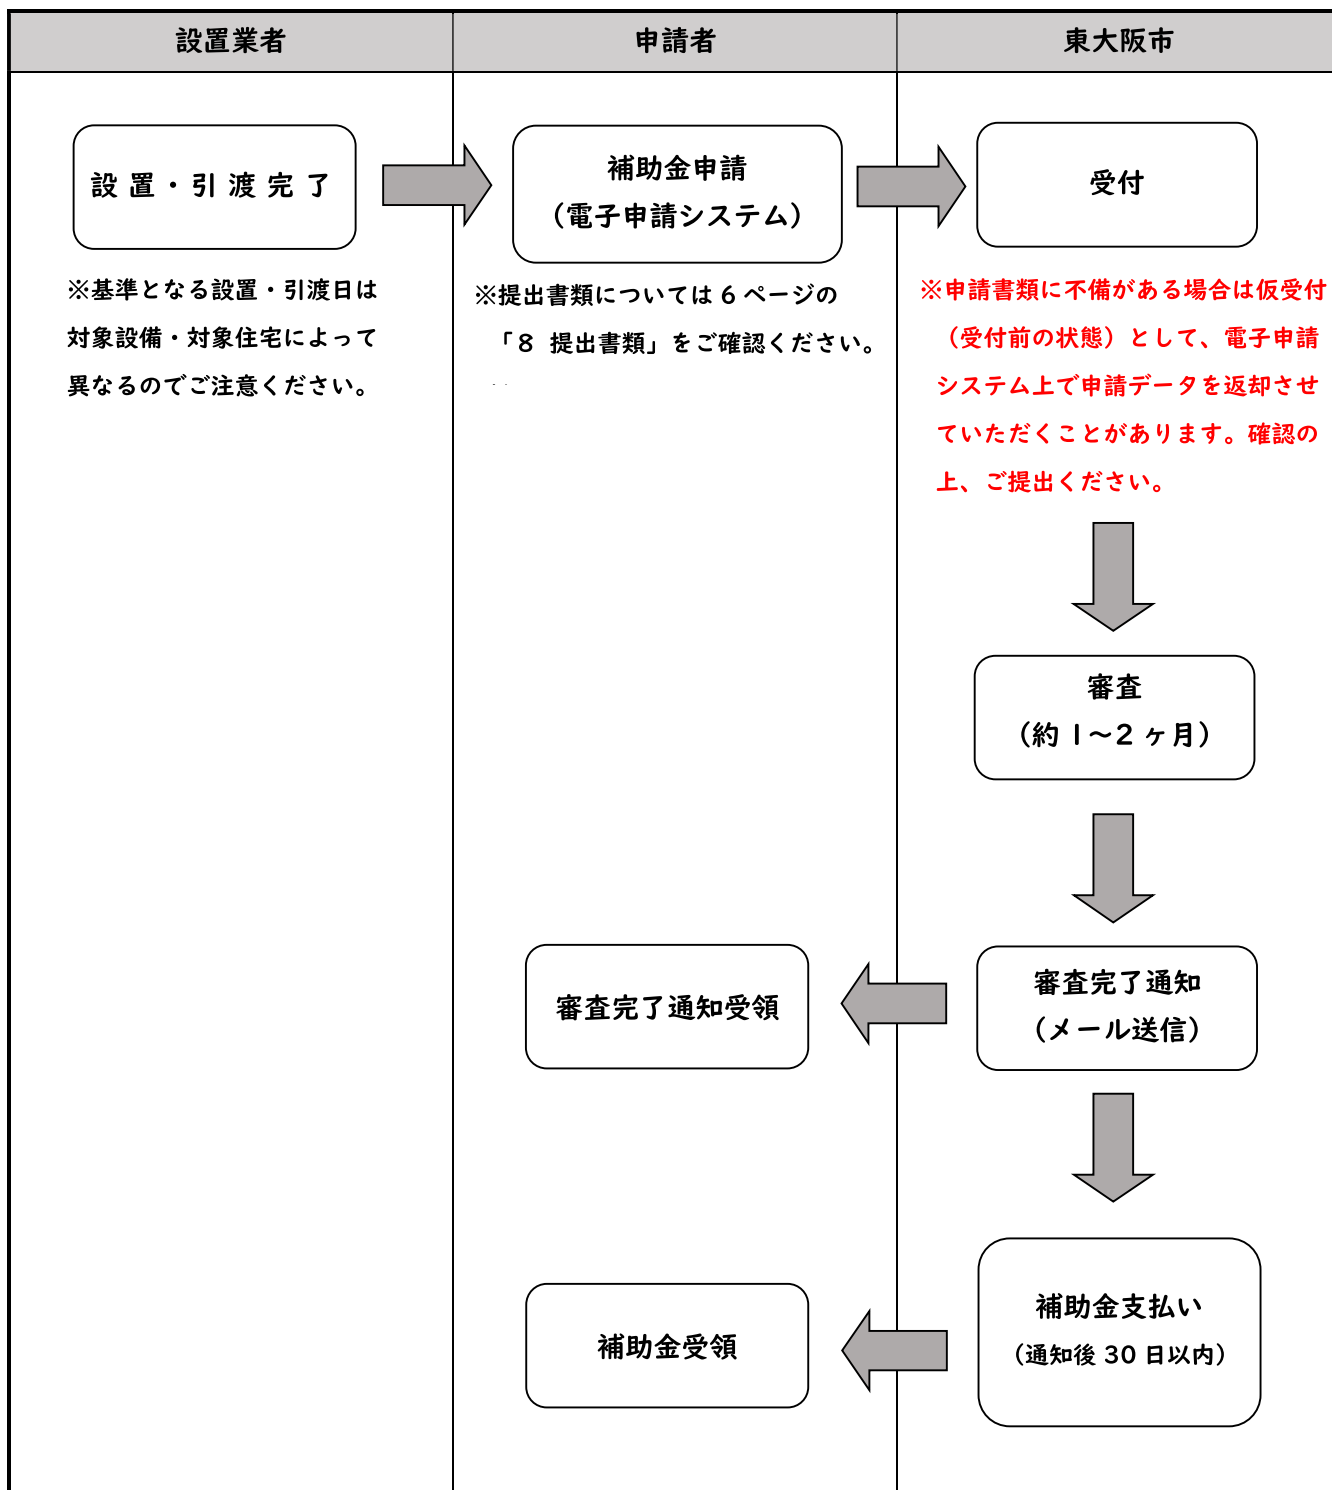 設置業者
申請者
東大阪市
設置・引渡完了
※基準となる設置・引渡日は
対象設備・対象住宅によって
異なるのでご注意ください。
補助金申請
（電子申請システム）
※提出書類については 6 ページの
「8 提出書類」をご確認ください。
受付
※申請書類に不備がある場合は仮受付
（受付前の状態）として、電子申請
システム上で申請データを返却させ
ていただくことがあります。確認の
上、ご提出ください。
審査
（約 1～2 ヶ月）
審査完了通知
（メール送信）
審査完了通知受領
補助金支払い
（通知後 30 日以内）
補助金受領